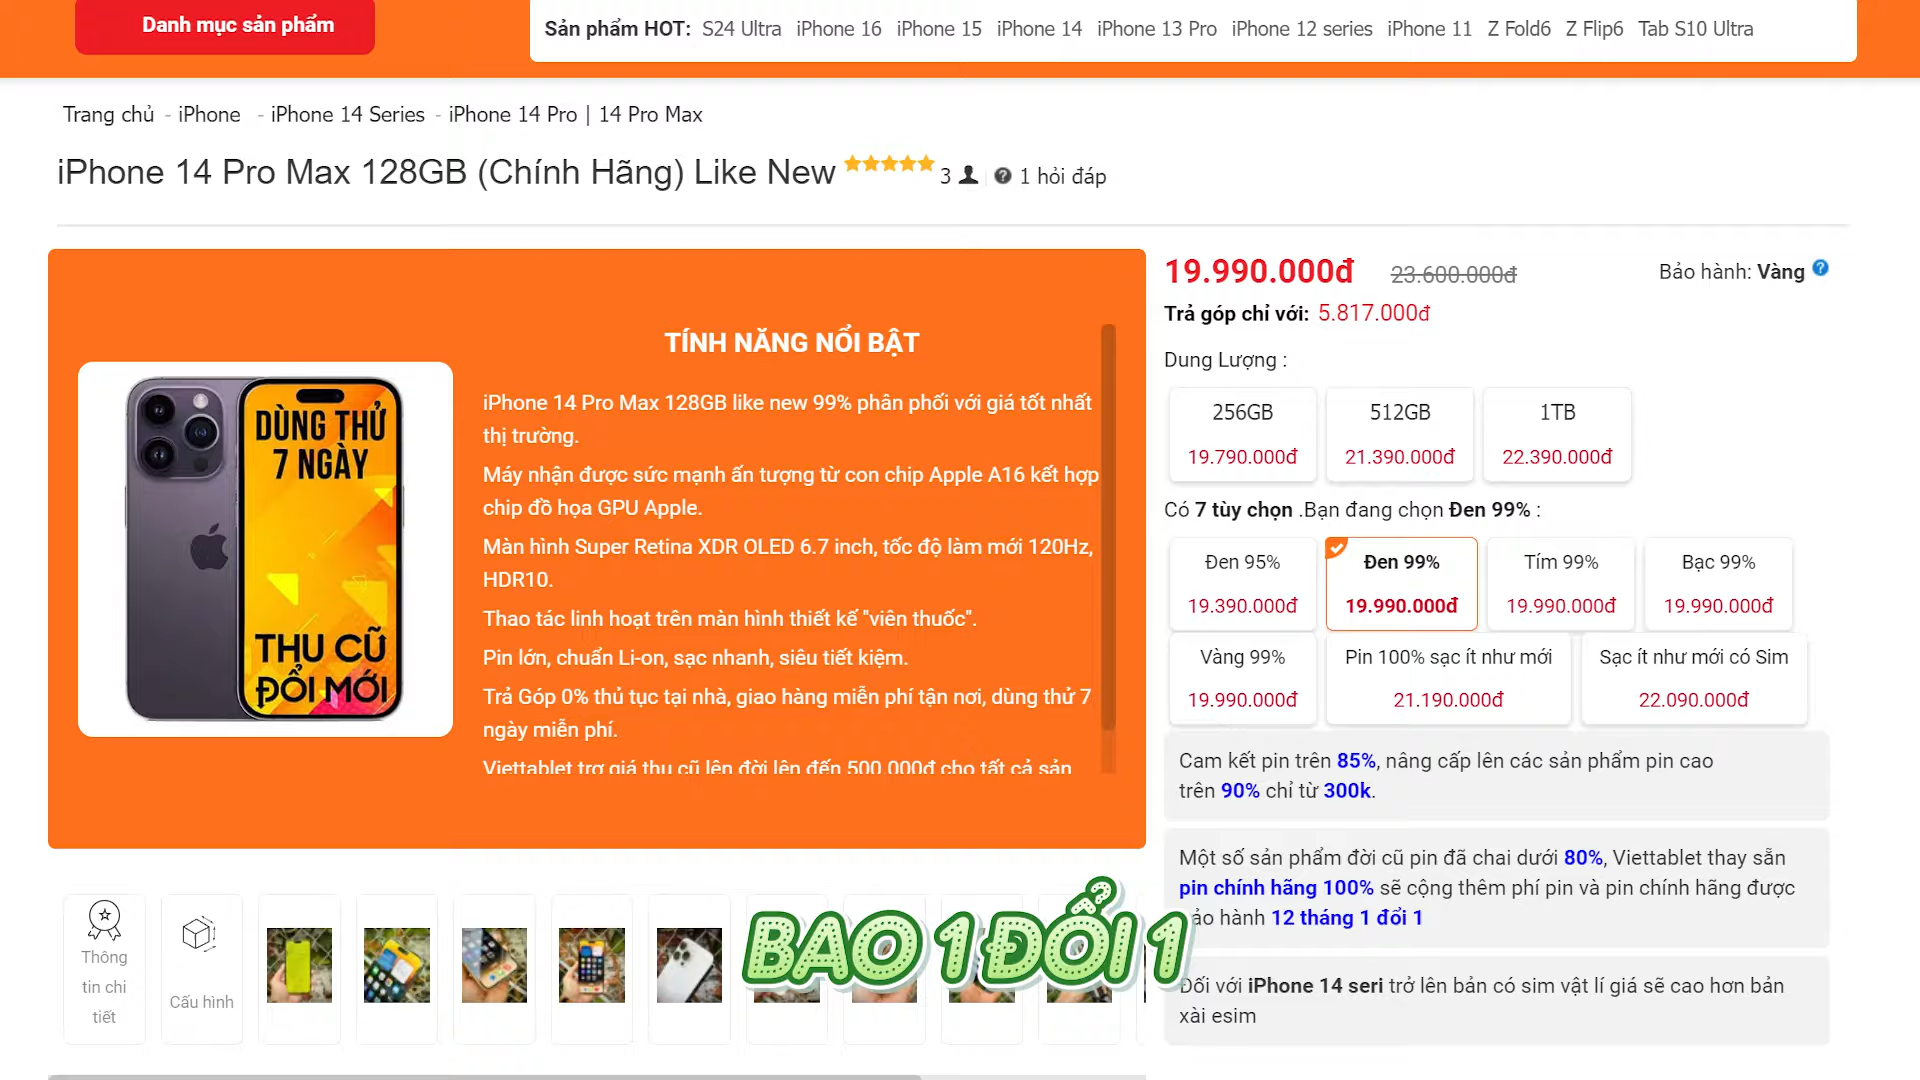 Danh mục sản phẩm
Sản phẩm HOT: S24 Ultra iPhone 16 iPhone 15 iPhone 14 iPhone 13 Pro iPhone 12 series iPhone 11 Z Fold6 Z Flip6 Tab S10 Ultra
Trang chủ - iPhone - iPhone 14 Series - iPhone 14 Pro | 14 Pro Max
iPhone 14 Pro Max 128GB (Chính Hãng) Like New 3 1 hỏi đáp
DÙNG THỬ
7 NGÀY
THU CŨ
ĐỔI MỚI
TÍNH NĂNG NỔI BẬT
iPhone 14 Pro Max 128GB like new 99% phân phối với giá tốt nhất
thị trường.
Máy nhận được sức mạnh ấn tượng từ con chip Apple A16 kết hợp
chip đồ họa GPU Apple.
Màn hình Super Retina XDR OLED 6.7 inch, tốc độ làm mới 120Hz,
HDR10.
Thao tác linh hoạt trên màn hình thiết kế "viên thuốc".
Pin lớn, chuẩn Li-on, sạc nhanh, siêu tiết kiệm.
Trả Góp 0% thủ tục tại nhà, giao hàng miễn phí tận nơi, dùng thử 7
ngày miễn phí.
Viettablet trợ giá thu cũ lên đời lên đến 500.000đ cho tất cả sản
19.990.000đ 23.600.000đ Bảo hành: Vàng
Trả góp chỉ với: 5.817.000đ
Dung Lượng :
256GB 512GB 1TB
19.790.000đ 21.390.000đ 22.390.000đ
Có 7 tùy chọn .Bạn đang chọn Đen 99% :
Đen 95% Đen 99% Tím 99% Bạc 99%
19.390.000đ 19.990.000đ 19.990.000đ 19.990.000đ
Vàng 99% Pin 100% sạc ít như mới Sạc ít như mới có Sim
19.990.000đ 21.190.000đ 22.090.000đ
Cam kết pin trên 85%, nâng cấp lên các sản phẩm pin cao
trên 90% chỉ từ 300k.
Một số sản phẩm đời cũ pin đã chai dưới 80%, Viettablet thay sẵn
pin chính hãng 100% sẽ cộng thêm phí pin và pin chính hãng được
ảo hành 12 tháng 1 đổi 1
Đối với iPhone 14 seri trở lên bản có sim vật lí giá sẽ cao hơn bản
xài esim
Thông
tin chi
tiết
Cấu hình
BAO 1 ĐỔI 1